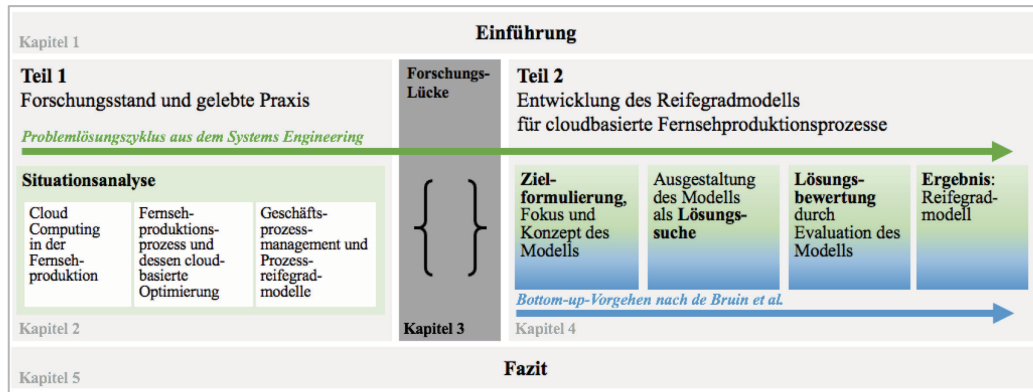 Einführung
Kapitel 1
Teil 1
Forschungsstand und gelebte Praxis
Problemlösungszyklus aus dem Systems Engineering
Situationsanalyse
Cloud
Computing
in der
Fernseh-
produktion
Fernseh-
produktions-
prozess und
dessen cloud-
basierte
Optimierung
Geschäfts-
prozess-
management und
Prozess-
reifegrad-
modelle
Kapitel 2
Forschungs-
Lücke
{ }
Kapitel 3
Teil 2
Entwicklung des Reifegradmodells
für cloudbasierte Fernsehproduktionsprozesse
Ziel-
formulierung,
Fokus und
Konzept des
Modells
Ausgestaltung
des Modells
als Lösungs-
suche
Lösungs-
bewertung
durch
Evaluation des
Modells
Ergebnis:
Reifegrad-
modell
Bottom-up-Vorgehen nach de Bruin et al.
Kapitel 4
Fazit
Kapitel 5